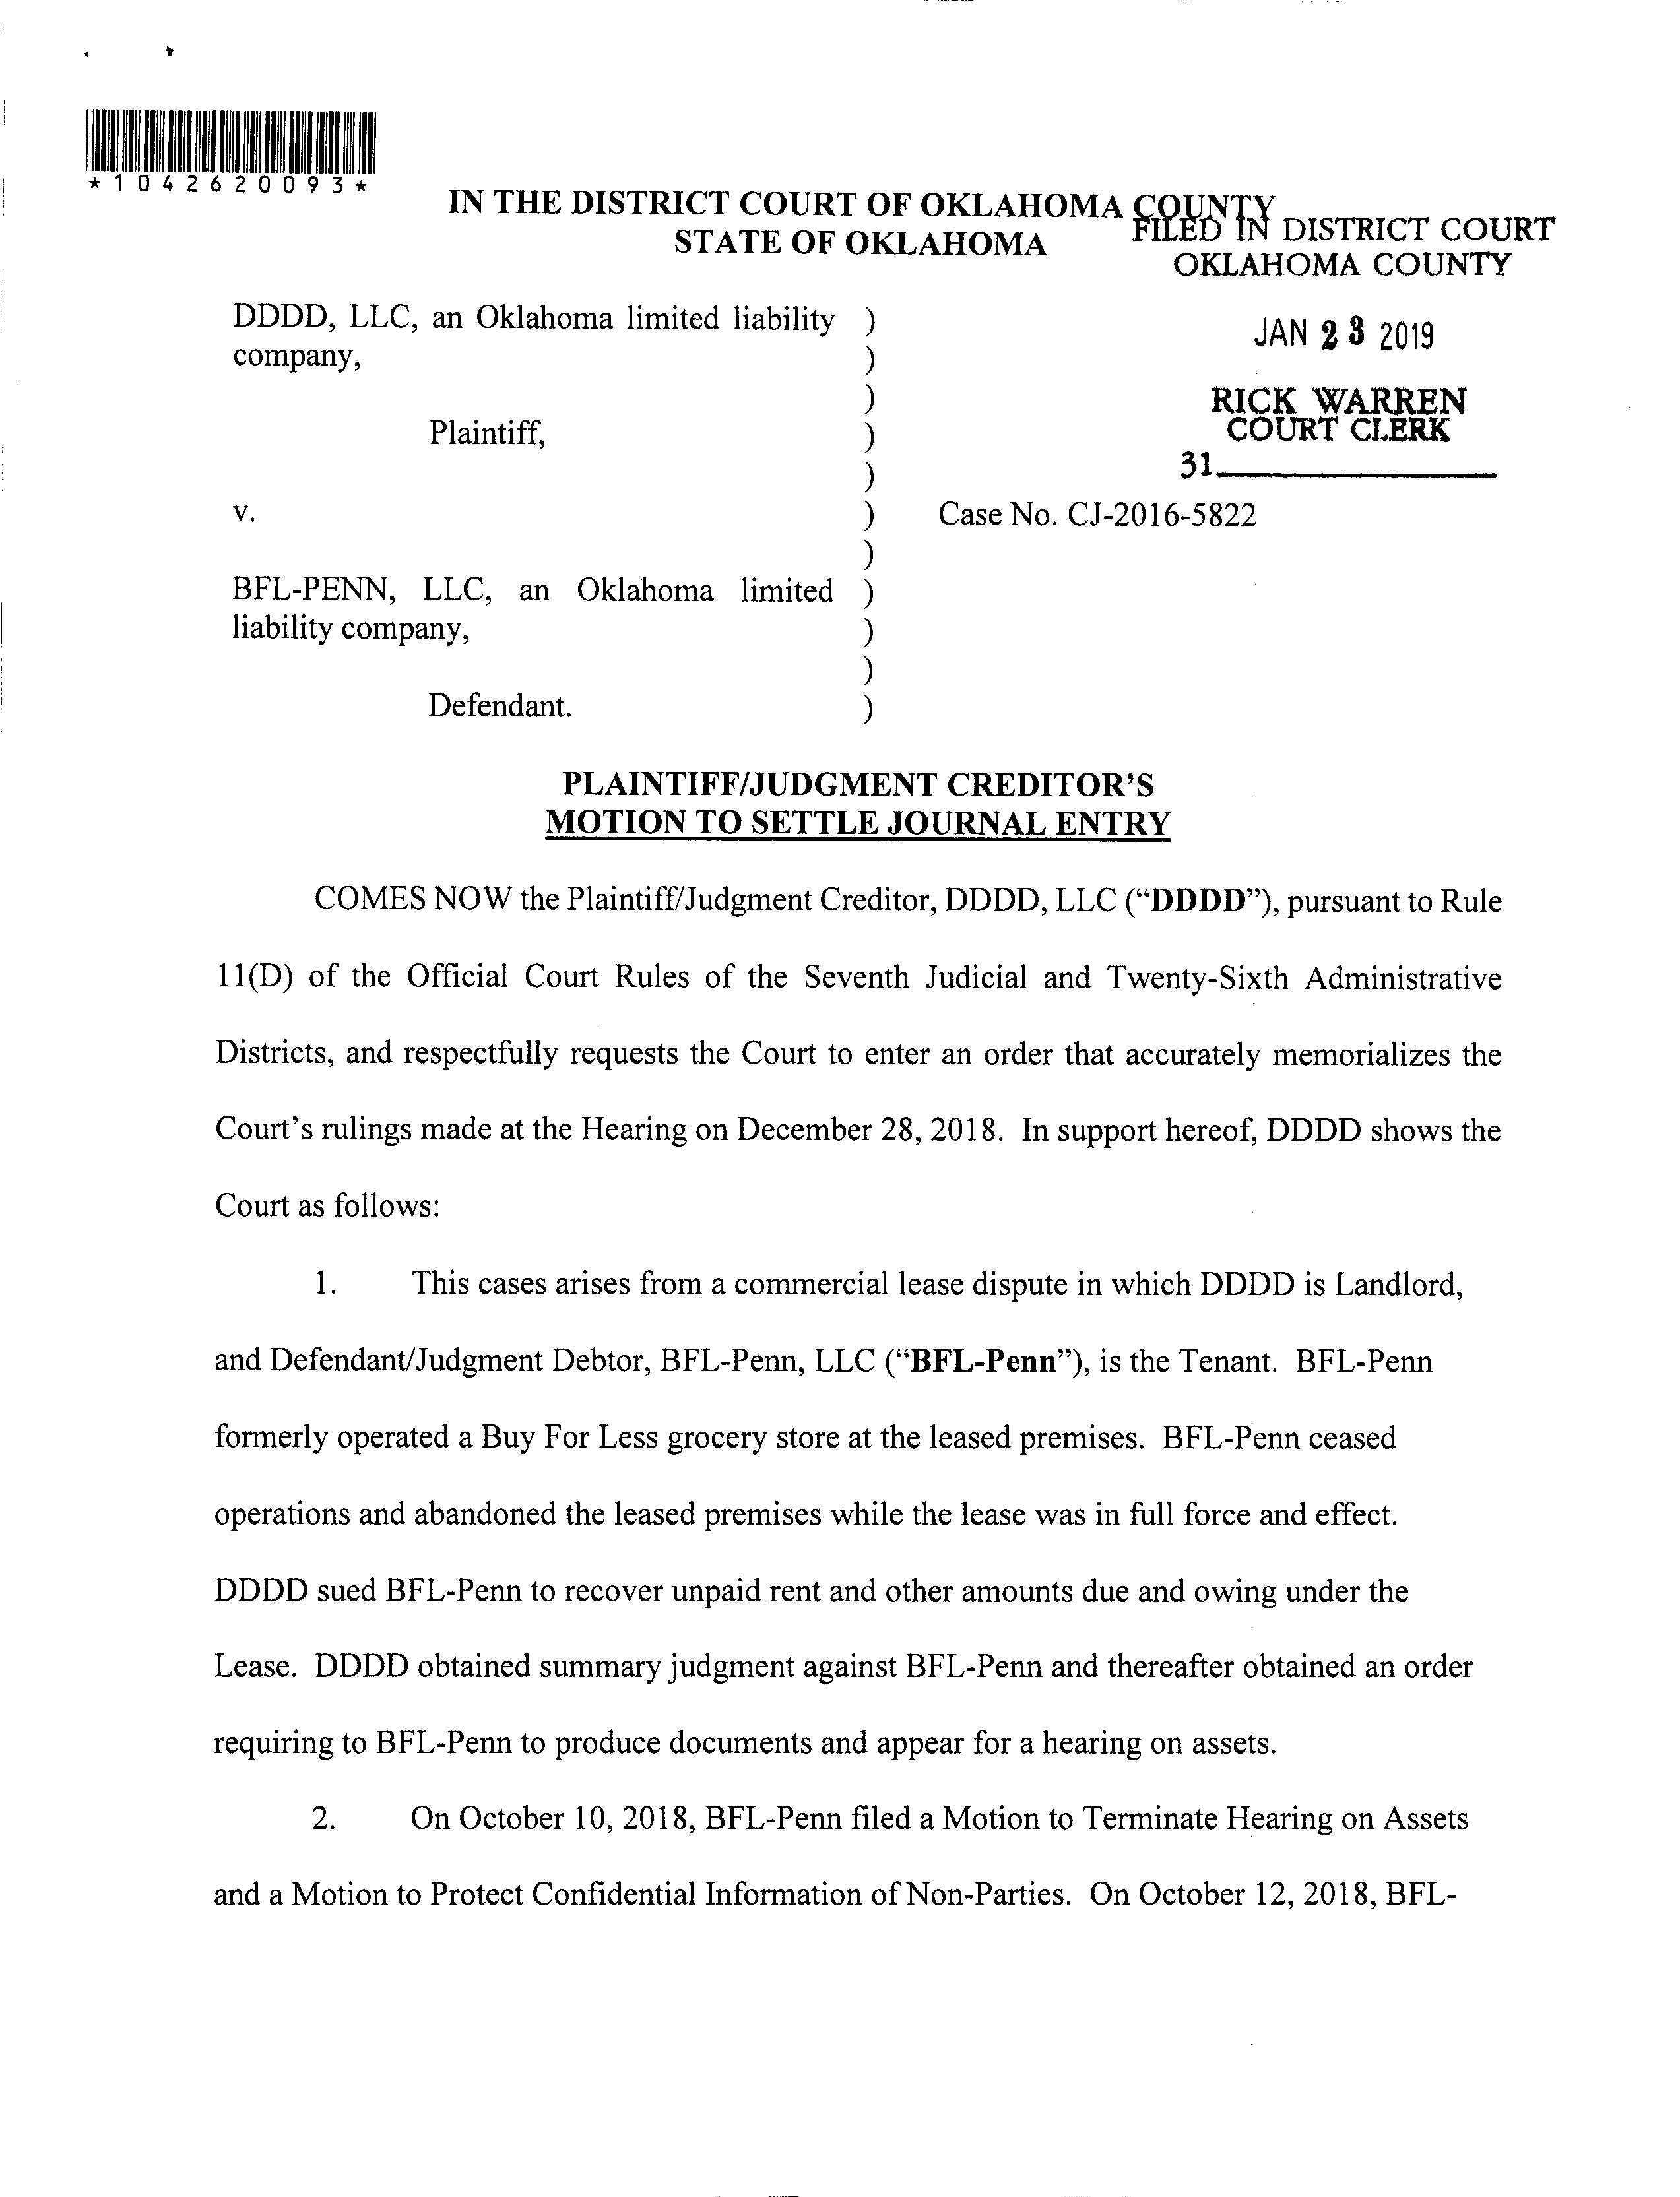 *1042620093*
IN THE DISTRICT COURT OF OKLAHOMA COUNTY
STATE OF OKLAHOMA
FILED IN DISTRICT COURT
OKLAHOMA COUNTY
JAN 23 2019
RICK WARREN
COURT CLERK
31
DDDD, LLC, an Oklahoma limited liability )
company, )
)
Plaintiff, )
)
v. ) Case No. CJ-2016-5822
)
BFL-PENN, LLC, an Oklahoma limited )
liability company, )
)
Defendant. )
PLAINTIFF/JUDGMENT CREDITOR'S
MOTION TO SETTLE JOURNAL ENTRY
COMES NOW the Plaintiff/Judgment Creditor, DDDD, LLC (“DDDD”), pursuant to Rule
11(D) of the Official Court Rules of the Seventh Judicial and Twenty-Sixth Administrative
Districts, and respectfully requests the Court to enter an order that accurately memorializes the
Court's rulings made at the Hearing on December 28, 2018. In support hereof, DDDD shows the
Court as follows:
1. This cases arises from a commercial lease dispute in which DDDD is Landlord,
and Defendant/Judgment Debtor, BFL-Penn, LLC (“BFL-Penn”), is the Tenant. BFL-Penn
formerly operated a Buy For Less grocery store at the leased premises. BFL-Penn ceased
operations and abandoned the leased premises while the lease was in full force and effect.
DDDD sued BFL-Penn to recover unpaid rent and other amounts due and owing under the
Lease. DDDD obtained summary judgment against BFL-Penn and thereafter obtained an order
requiring to BFL-Penn to produce documents and appear for a hearing on assets.
2. On October 10, 2018, BFL-Penn filed a Motion to Terminate Hearing on Assets
and a Motion to Protect Confidential Information of Non-Parties. On October 12, 2018, BFL-